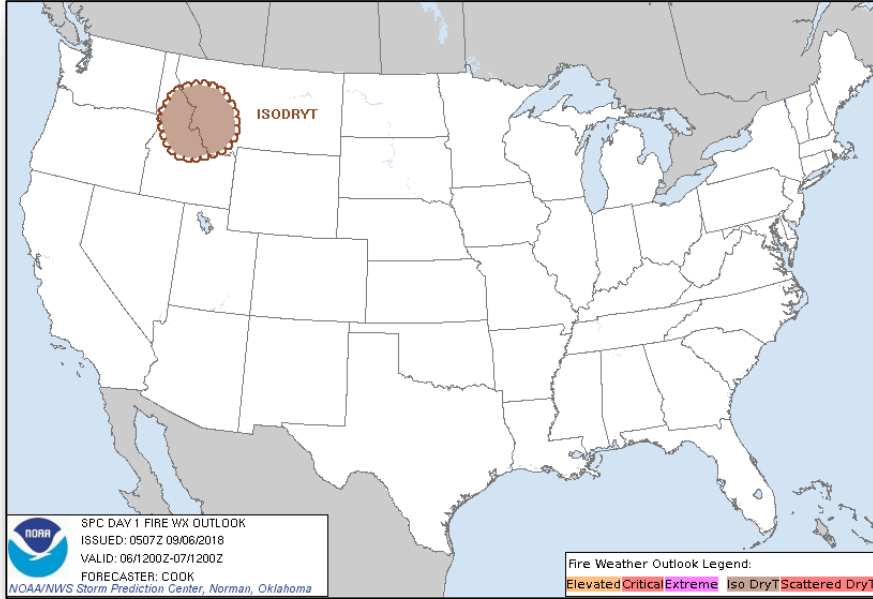 ISODRYT
NOAA
SPC DAY 1 FIRE WX OUTLOOK
ISSUED: 0507Z 09/06/2018
VALID: 06/1200Z-07/1200Z
FORECASTER: COOK
NOAA/NWS Storm Prediction Center, Norman, Oklahoma
Fire Weather Outlook Legend:
Elevated Critical Extreme Iso DryT Scattered DryT